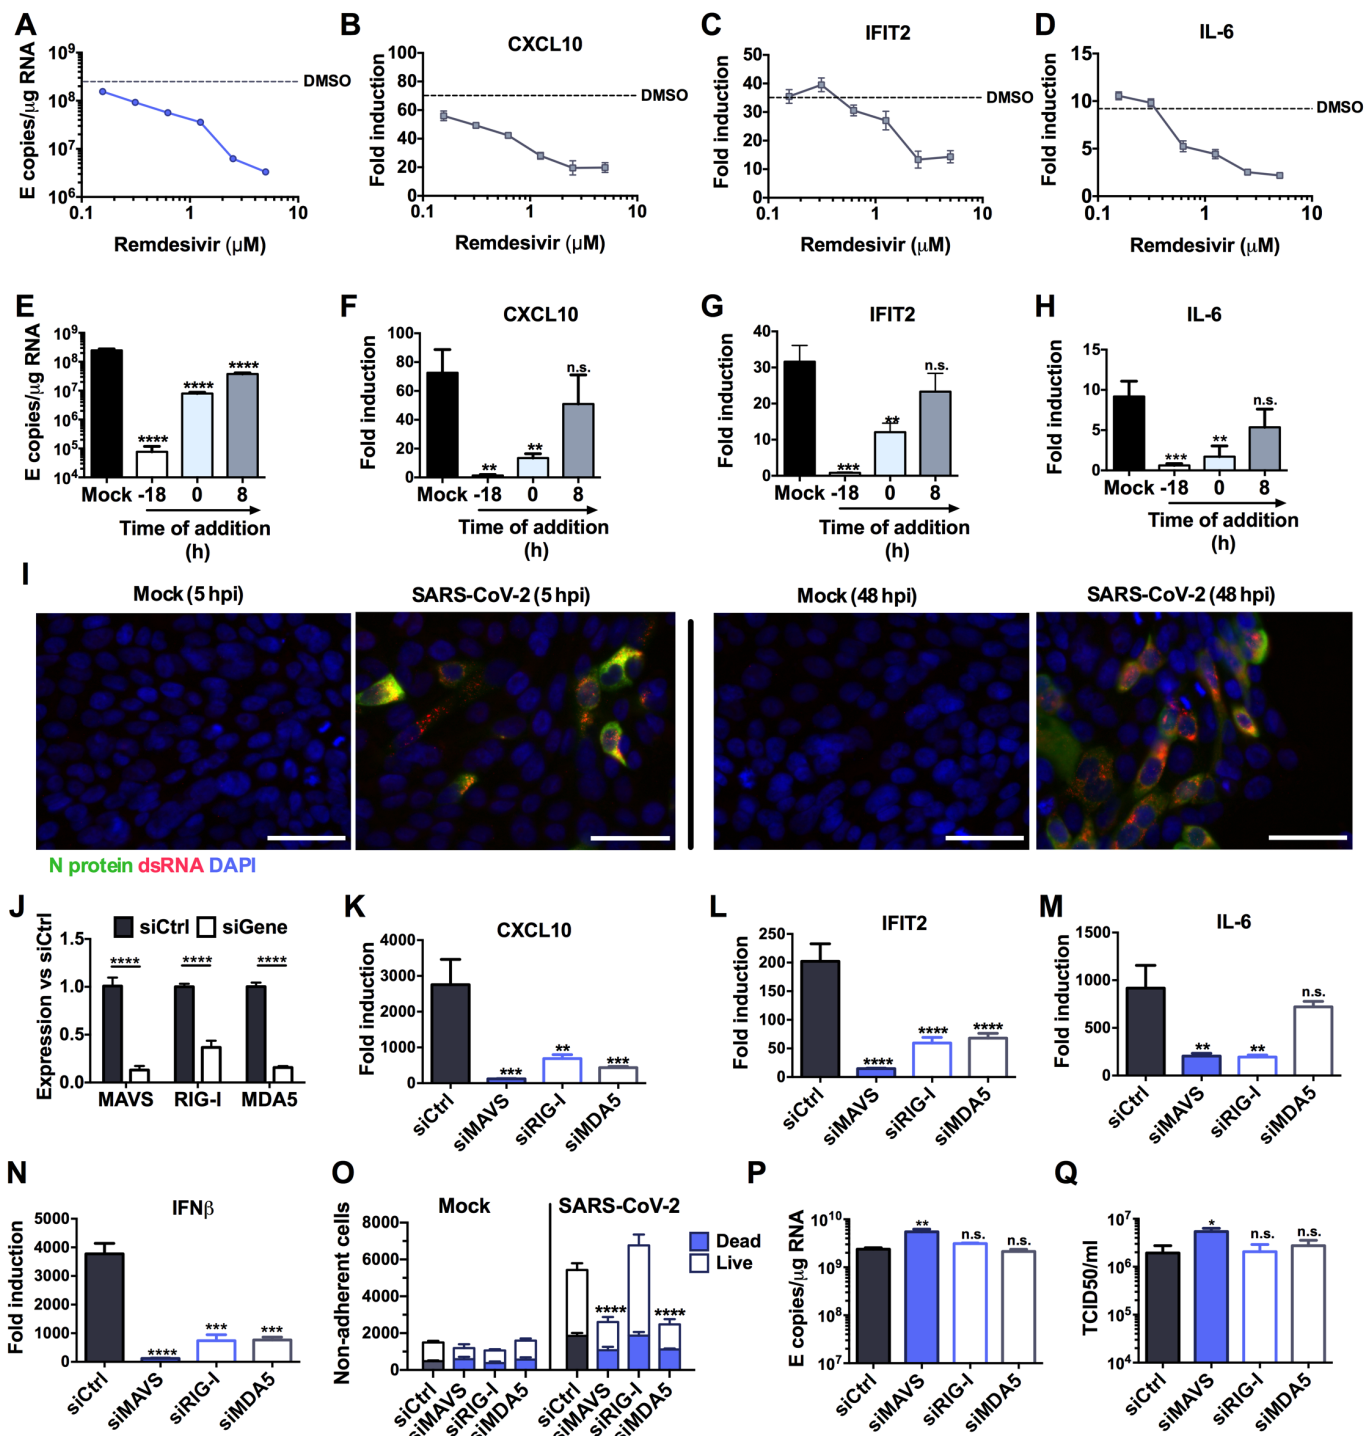 A
E copies/μg RNA
10⁹
10⁸
10⁷
10⁶
DMSO
0.1 1 10
Remdesivir (μM)
B
CXCL10
Fold induction
100
80
60
40
20
0
DMSO
0.1 1 10
Remdesivir (μM)
C
IFIT2
Fold induction
50
40
30
20
10
0
DMSO
0.1 1 10
Remdesivir (μM)
D
IL-6
Fold induction
15
10
5
0
DMSO
0.1 1 10
Remdesivir (μM)
E
E copies/μg RNA
10⁹
10⁸
10⁷
10⁶
10⁵
10⁴
**** **** ****
Mock -18 0 8
Time of addition
(h)
F
CXCL10
Fold induction
100
80
60
40
20
0
** ** n.s.
Mock -18 0 8
Time of addition
(h)
G
IFIT2
Fold induction
40
30
20
10
0
*** ** n.s.
Mock -18 0 8
Time of addition
(h)
H
IL-6
Fold induction
15
10
5
0
*** ** n.s.
Mock -18 0 8
Time of addition
(h)
I
Mock (5 hpi)
SARS-CoV-2 (5 hpi)
Mock (48 hpi)
SARS-CoV-2 (48 hpi)
N protein dsRNA DAPI
J
siCtrl siGene
Expression vs siCtrl
1.5
1.0
0.5
0.0
**** **** ****
MAVS RIG-I MDA5
K
CXCL10
Fold induction
4000
3000
2000
1000
0
*** ** ***
siCtrl siMAVS siRIG-I siMDA5
L
IFIT2
Fold induction
250
200
150
100
50
0
**** **** ****
siCtrl siMAVS siRIG-I siMDA5
M
IL-6
Fold induction
1500
1000
500
0
** ** n.s.
siCtrl siMAVS siRIG-I siMDA5
N
IFNβ
Fold induction
5000
4000
3000
2000
1000
0
**** *** ***
siCtrl siMAVS siRIG-I siMDA5
O
Mock SARS-CoV-2
Non-adherent cells
8000
6000
4000
2000
0
**** ****
Dead
Live
siCtrl siMAVS siRIG-I siMDA5 siCtrl siMAVS siRIG-I siMDA5
P
E copies/μg RNA
10¹⁰
10⁹
10⁸
10⁷
** n.s. n.s.
siCtrl siMAVS siRIG-I siMDA5
Q
TCID50/ml
10⁷
10⁶
10⁵
10⁴
* n.s. n.s.
siCtrl siMAVS siRIG-I siMDA5